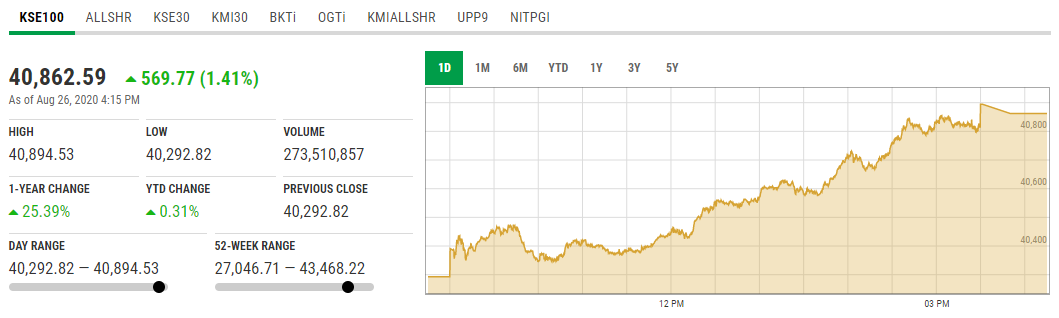 KSE100 ALLSHR KSE30 KMI30 BKTi OGTi KMIALLSHR UPP9 NITPGI
40,862.59 569.77 (1.41%)
As of Aug 26, 2020 4:15 PM
HIGH LOW VOLUME
40,894.53 40,292.82 273,510,857
1-YEAR CHANGE YTD CHANGE PREVIOUS CLOSE
25.39% 0.31% 40,292.82
DAY RANGE 52-WEEK RANGE
40,292.82 — 40,894.53 27,046.71 — 43,468.22
1D 1M 6M YTD 1Y 3Y 5Y
40,800
40,600
40,400
12 PM 03 PM